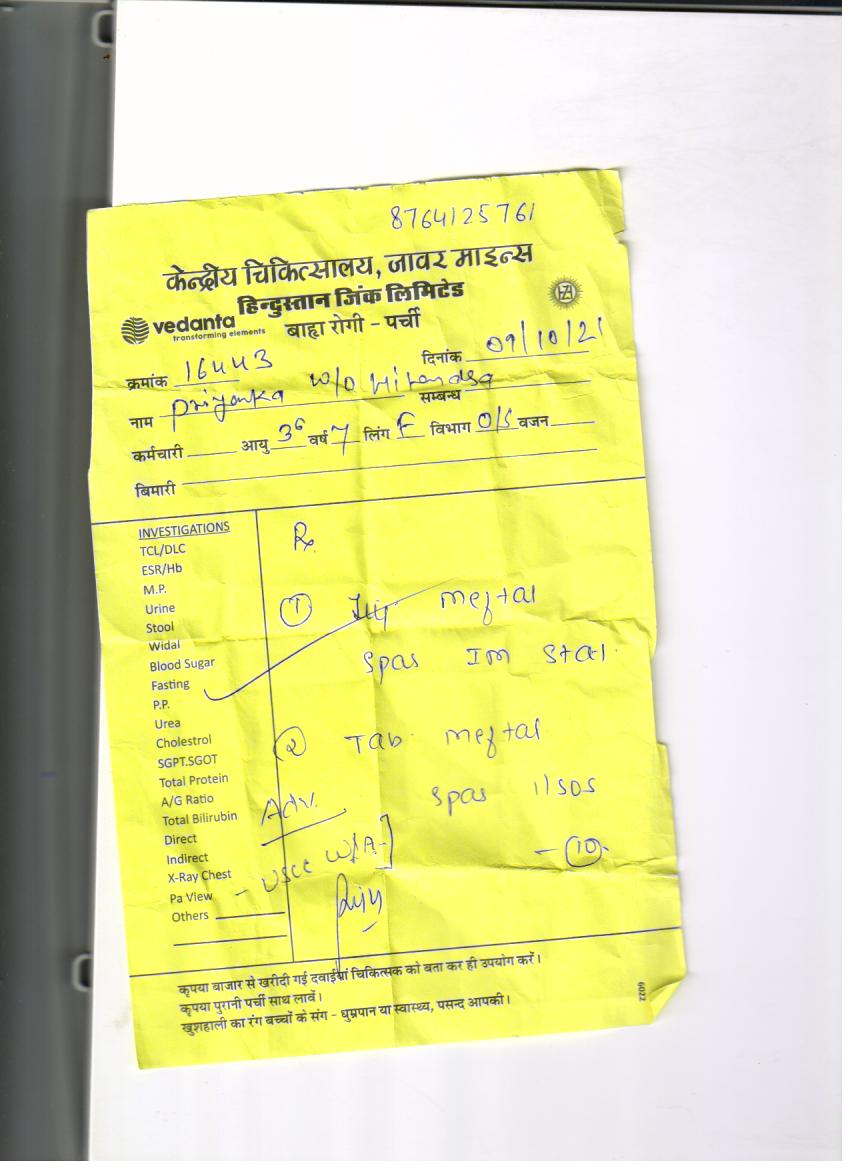 8764125761
केन्द्रीय चिकित्सालय, जावर माइन्स
हिन्दुस्तान जिंक लिमिटेड
vedanta
transforming elements
बाह्य रोगी - पर्ची
क्रमांक 16443 दिनांक 09/10/21
नाम Priyanka W/O सम्बन्ध
कर्मचारी आयु 36 वर्ष लिंग F विभाग O/S वजन
बिमारी
INVESTIGATIONS
TCL/DLC
ESR/Hb
M.P.
Urine
Stool
Widal
Blood Sugar
Fasting
P.P.
Urea
Cholestrol
SGPT.SGOT
Total Protein
A/G Ratio
Total Bilirubin
Direct
Indirect
X-Ray Chest
Pa View
Others
Rx
① Meftal
Spas IM Stat
② Tab Meftal
Spas 1/SOS
- ⑩
Adv.
- USG W/A
कृपया बाजार से खरीदी गई दवाईयां चिकित्सक को बता कर ही उपयोग करें।
कृपया पुरानी पर्ची साथ लावें।
खुशहाली का रंग बच्चों के संग - धुम्रपान या स्वास्थ्य, पसन्द आपकी।
6022